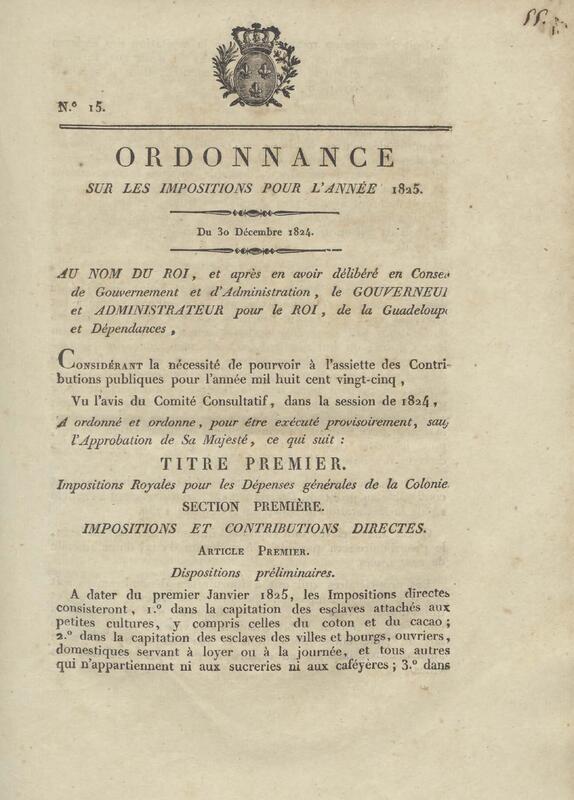 N.° 15.
ORDONNANCE
SUR LES IMPOSITIONS POUR L'ANNÉE 1825.
Du 30 Décembre 1824.
AU NOM DU ROI, et après en avoir délibéré en Conse
de Gouvernement et d'Administration, le GOUVERNEU
et ADMINISTRATEUR pour le ROI, de la Guadeloupe
et Dépendances,
CONSIDÉRANT la nécessité de pourvoir à l'assiette des Contri-
butions publiques pour l'année mil huit cent vingt-cinq,
Vu l'avis du Comité Consultatif, dans la session de 1824,
A ordonné et ordonne, pour être exécuté provisoirement, sauf
l'Approbation de Sa Majesté, ce qui suit :
TITRE PREMIER.
Impositions Royales pour les Dépenses générales de la Colonie
SECTION PREMIÈRE.
IMPOSITIONS ET CONTRIBUTIONS DIRECTES.
ARTICLE PREMIER.
Dispositions préliminaires.
A dater du premier Janvier 1825, les Impositions directes
consisteront, 1.° dans la capitation des esclaves attachés aux
petites cultures, y compris celles du coton et du cacao ;
2.° dans la capitation des esclaves des villes et bourgs, ouvriers,
domestiques servant à loyer ou à la journée, et tous autres
qui n'appartiennent ni aux sucreries ni aux caféyères ; 3.° dans